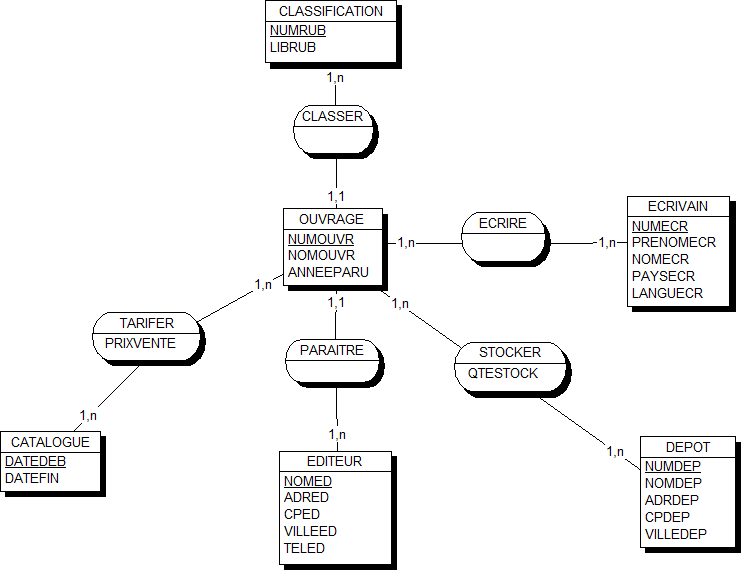 CLASSIFICATION
NUMRUB
LIBRUB
1,n
CLASSER
1,1
OUVRAGE
NUMOUVR
NOMOUVR
ANNEEPARU
1,n
ECRIRE
1,n
ECRIVAIN
NUMECR
PRENOMECR
NOMECR
PAYSECR
LANGUECR
1,n
1,1
1,n
TARIFER
PRIXVENTE
PARAITRE
STOCKER
QTESTOCK
1,n
1,n
1,n
CATALOGUE
DATEDEB
DATEFIN
EDITEUR
NOMED
ADRED
CPED
VILLEED
TELED
DEPOT
NUMDEP
NOMDEP
ADRDEP
CPDEP
VILLEDEP